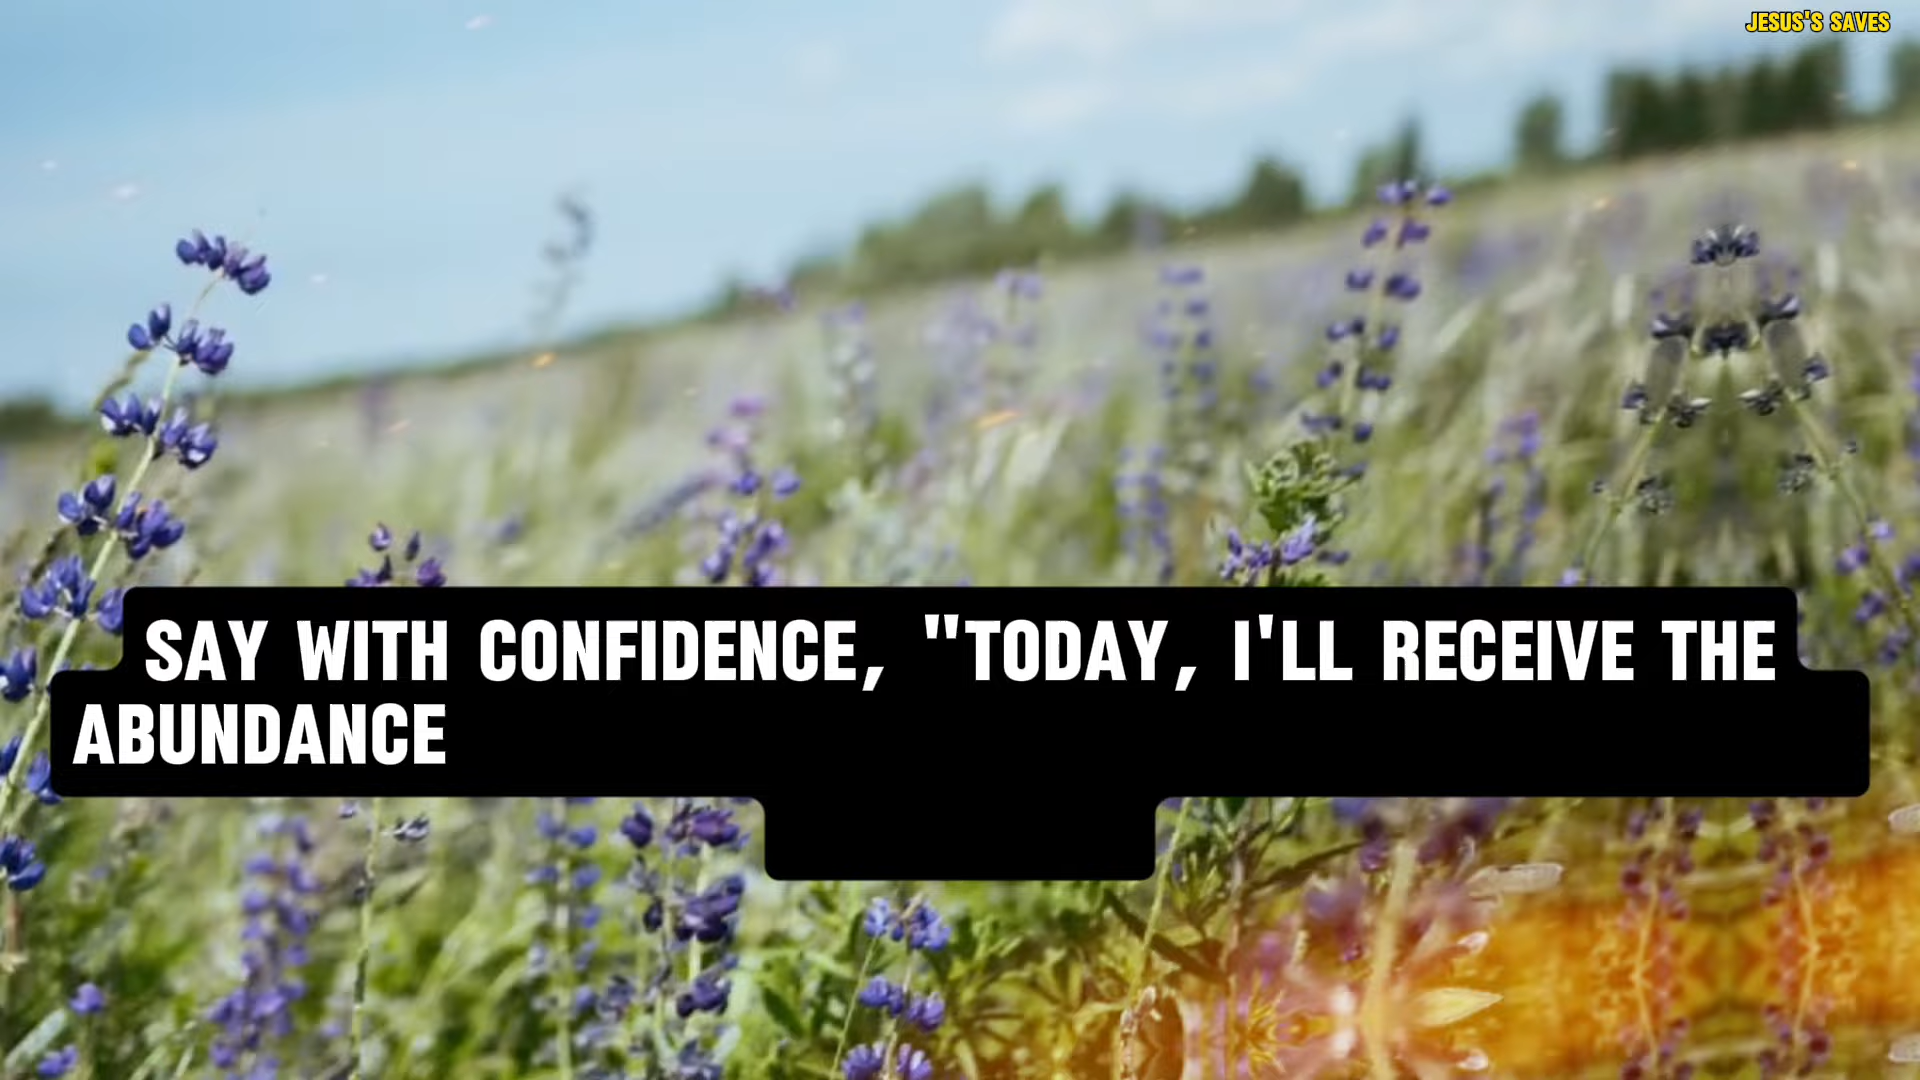 JESUS'S SAVES
SAY WITH CONFIDENCE, "TODAY, I'LL RECEIVE THE
ABUNDANCE